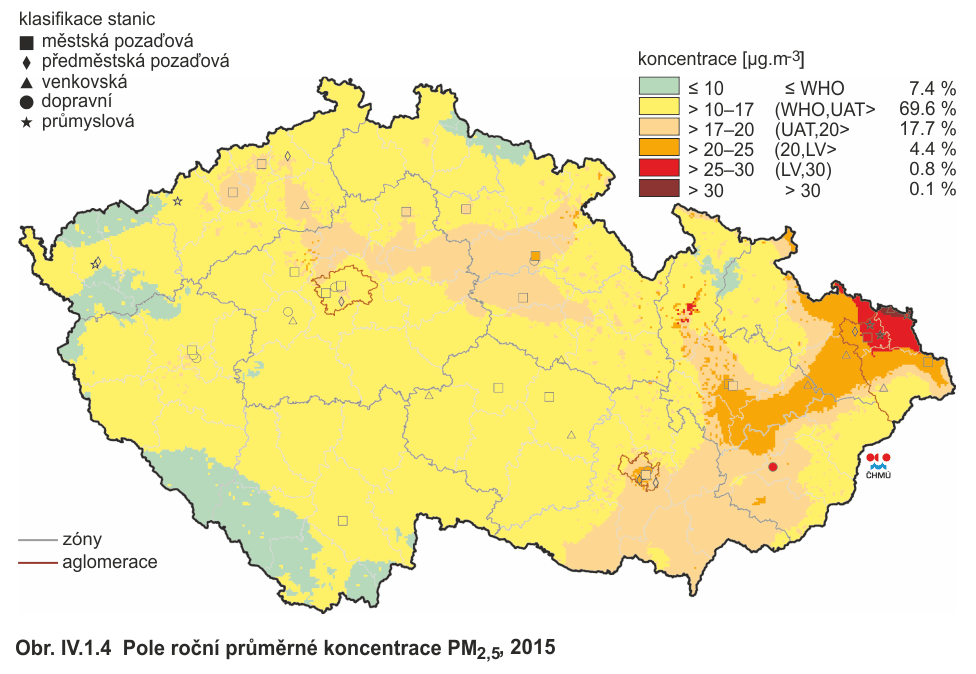 klasifikace stanic
městská pozaďová
předměstská pozaďová
venkovská
dopravní
průmyslová
koncentrace [µg.m-3]
≤ 10 ≤ WHO 7.4 %
> 10–17 (WHO,UAT> 69.6 %
> 17–20 (UAT,20> 17.7 %
> 20–25 (20,LV> 4.4 %
> 25–30 (LV,30) 0.8 %
> 30 > 30 0.1 %
ČHMÚ
zóny
aglomerace
Obr. IV.1.4 Pole roční průměrné koncentrace PM2,5, 2015